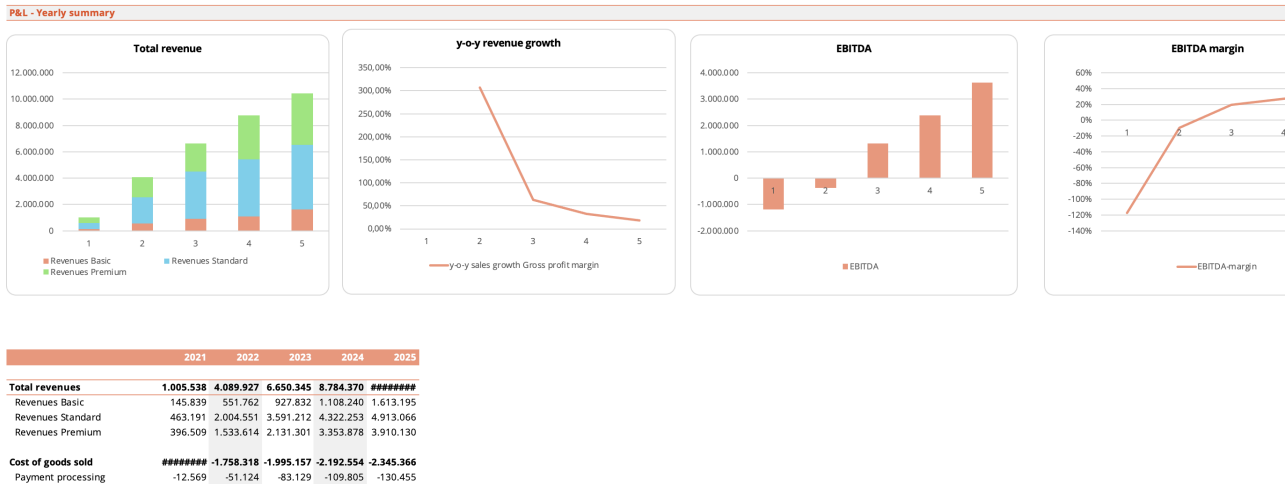 P&L - Yearly summary
Total revenue
12.000.000
10.000.000
8.000.000
6.000.000
4.000.000
2.000.000
0
1 2 3 4 5
Revenues Basic Revenues Standard
Revenues Premium
y-o-y revenue growth
350,00%
300,00%
250,00%
200,00%
150,00%
100,00%
50,00%
0,00%
1 2 3 4 5
y-o-y sales growth Gross profit margin
EBITDA
4.000.000
3.000.000
2.000.000
1.000.000
0
-1.000.000
-2.000.000
1 2 3 4 5
EBITDA
EBITDA margin
60%
40%
20%
0%
-20%
-40%
-60%
-80%
-100%
-120%
-140%
1 2 3 4
EBITDA-margin
2021 2022 2023 2024 2025
Total revenues 1.005.538 4.089.927 6.650.345 8.784.370 ########
Revenues Basic 145.839 551.762 927.832 1.108.240 1.613.195
Revenues Standard 463.191 2.004.551 3.591.212 4.322.253 4.913.066
Revenues Premium 396.509 1.533.614 2.131.301 3.353.878 3.910.130
Cost of goods sold ######## -1.758.318 -1.995.157 -2.192.554 -2.345.366
Payment processing -12.569 -51.124 -83.129 -109.805 -130.455